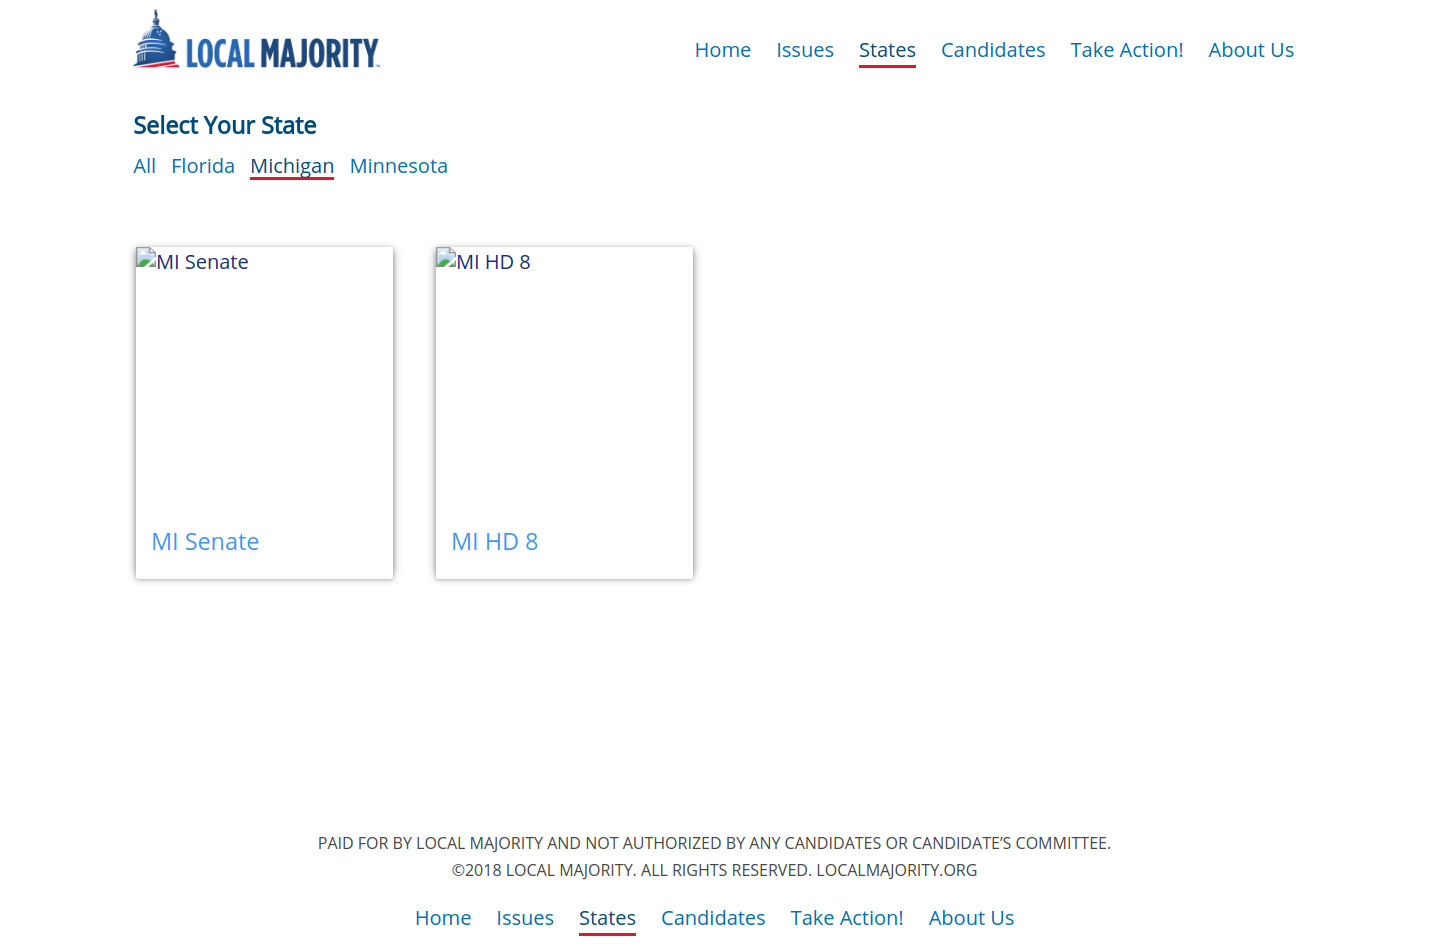 LOCAL MAJORITY
Home Issues States Candidates Take Action! About Us
Select Your State
All Florida Michigan Minnesota
MI Senate MI HD 8
MI Senate MI HD 8
PAID FOR BY LOCAL MAJORITY AND NOT AUTHORIZED BY ANY CANDIDATES OR CANDIDATE’S COMMITTEE.
©2018 LOCAL MAJORITY. ALL RIGHTS RESERVED. LOCALMAJORITY.ORG
Home Issues States Candidates Take Action! About Us